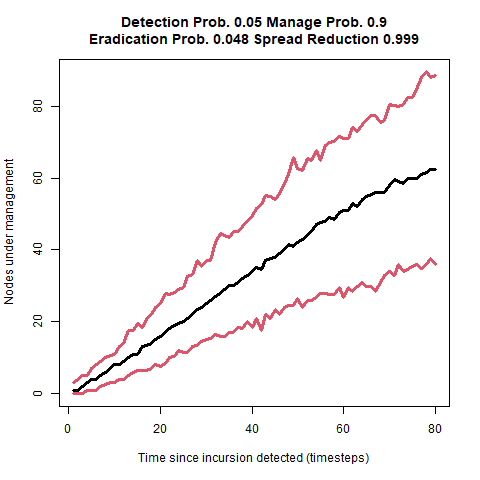 Detection Prob. 0.05 Manage Prob. 0.9
Eradication Prob. 0.048 Spread Reduction 0.999
Nodes under management
80
60
40
20
0
0 20 40 60 80
Time since incursion detected (timesteps)